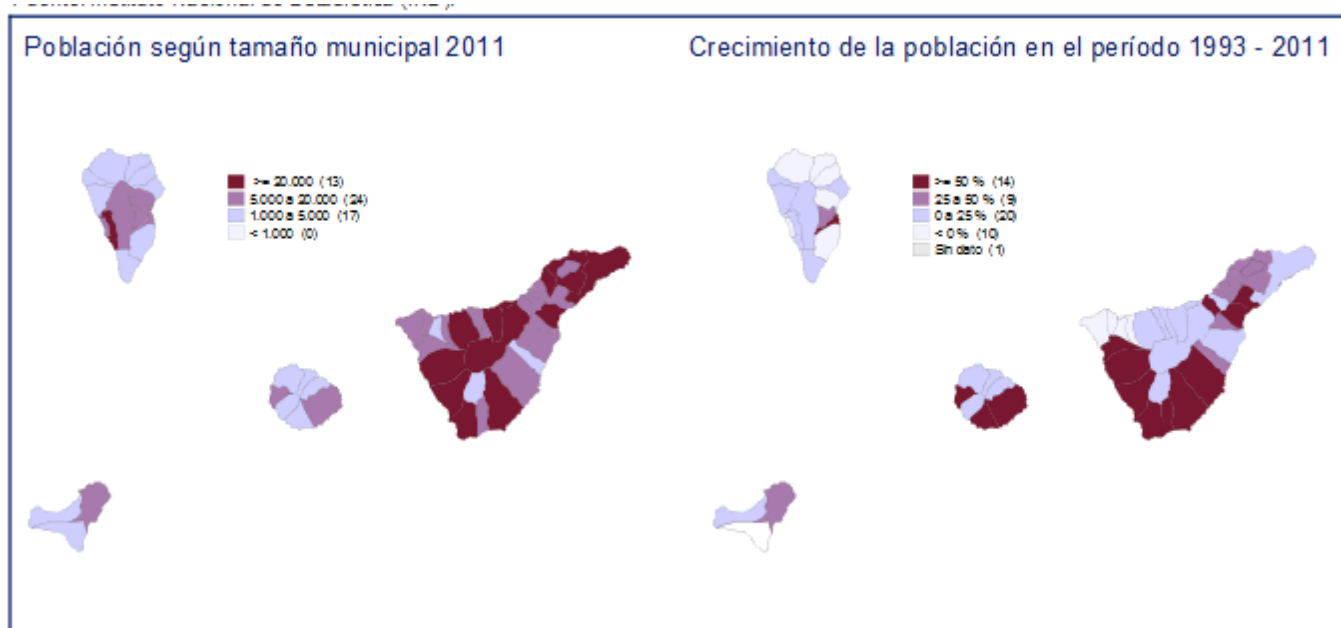 Población según tamaño municipal 2011
>= 20.000 (13)
5.000 a 20.000 (24)
1.000 a 5.000 (17)
< 1.000 (0)
Crecimiento de la población en el período 1993 - 2011
>= 50 % (14)
25 a 50 % (9)
0 a 25 % (20)
< 0 % (10)
Sin dato (1)